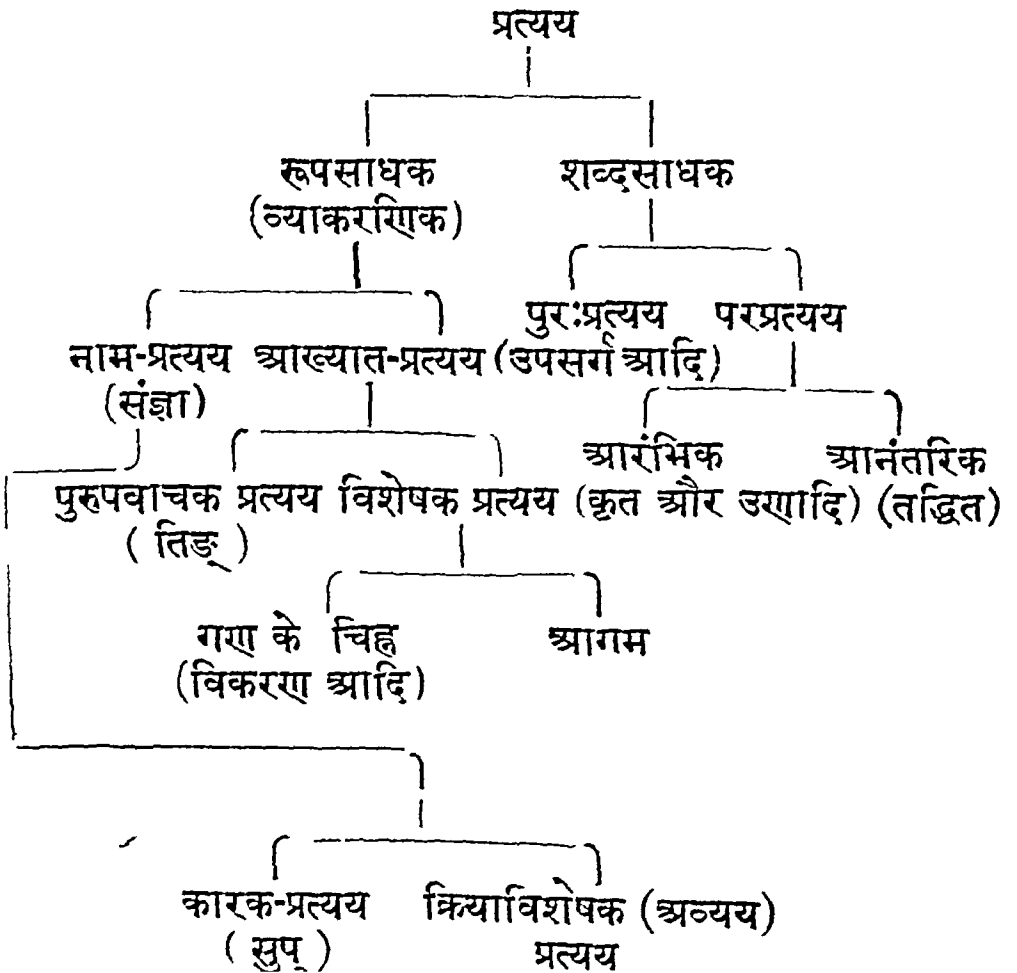 प्रत्यय
रूपसाधक शब्दसाधक
(व्याकरणिक)
पुरःप्रत्यय परप्रत्यय
नाम-प्रत्यय आख्यात-प्रत्यय (उपसर्ग आदि)
(संज्ञा)
आरंभिक आनंतरिक
पुरुषवाचक प्रत्यय विशेषक प्रत्यय (कृत और उणादि) (तद्धित)
( तिङ् )
गण के चिह्न आगम
(विकरण आदि)
कारक-प्रत्यय क्रियाविशेषक (अव्यय)
( सुप् ) प्रत्यय